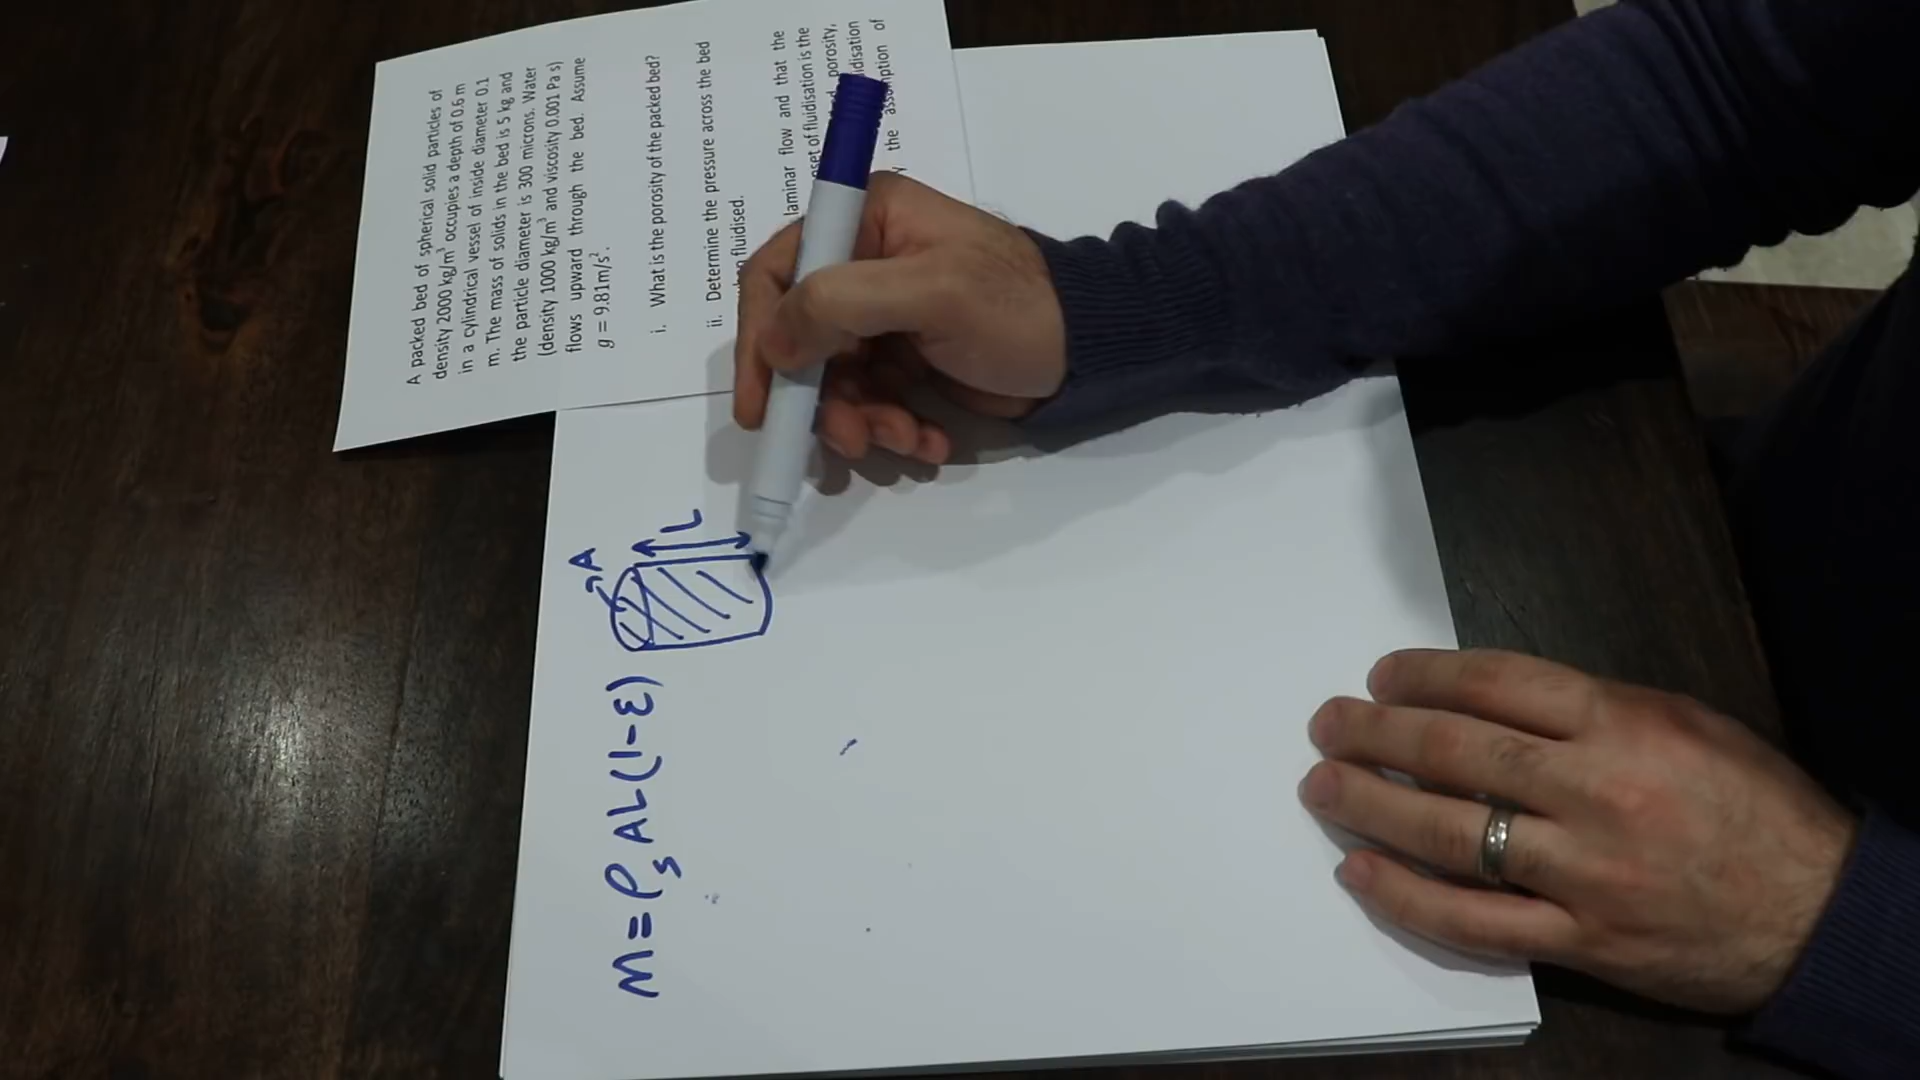 A packed bed of spherical solid particles of
density 2000 kg/m³ occupies a depth of 0.6 m
in a cylindrical vessel of inside diameter 0.1
m. The mass of solids in the bed is 5 kg and
the particle diameter is 300 microns. Water
(density 1000 kg/m³ and viscosity 0.001 Pa s)
flows upward through the bed. Assume
g = 9.81m/s².
i. What is the porosity of the packed bed?
ii. Determine the pressure across the bed
fluidised.
laminar flow and that the
of fluidisation is the
porosity,
the of
M = ρₛ A L (1-ε)
A
L